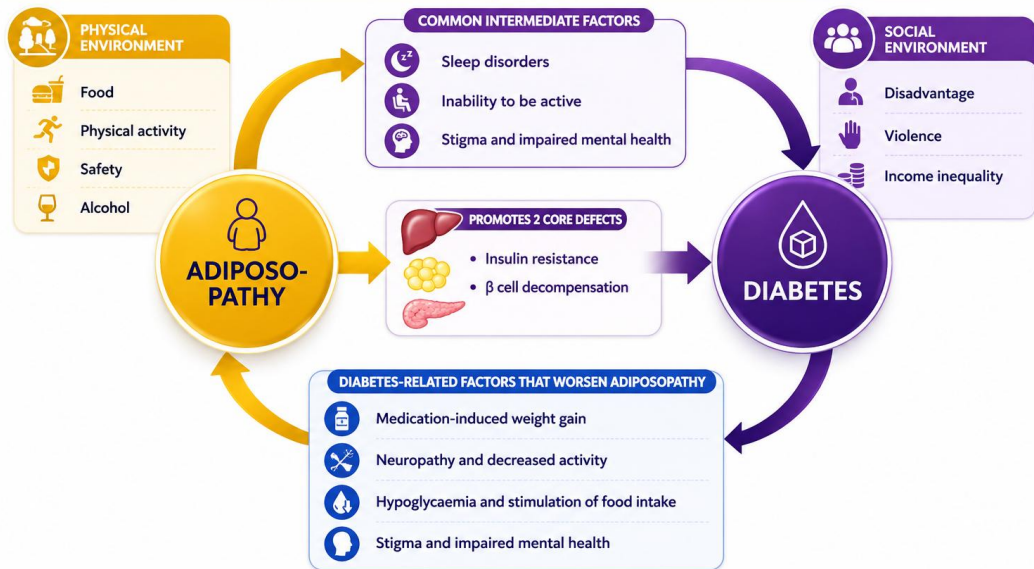 PHYSICAL
ENVIRONMENT
Food
Physical activity
Safety
Alcohol
COMMON INTERMEDIATE FACTORS
Sleep disorders
Inability to be active
Stigma and impaired mental health
SOCIAL
ENVIRONMENT
Disadvantage
Violence
Income inequality
ADIPOSO-
PATHY
PROMOTES 2 CORE DEFECTS
• Insulin resistance
• β cell decompensation
DIABETES
DIABETES-RELATED FACTORS THAT WORSEN ADIPOSOPATHY
Medication-induced weight gain
Neuropathy and decreased activity
Hypoglycaemia and stimulation of food intake
Stigma and impaired mental health